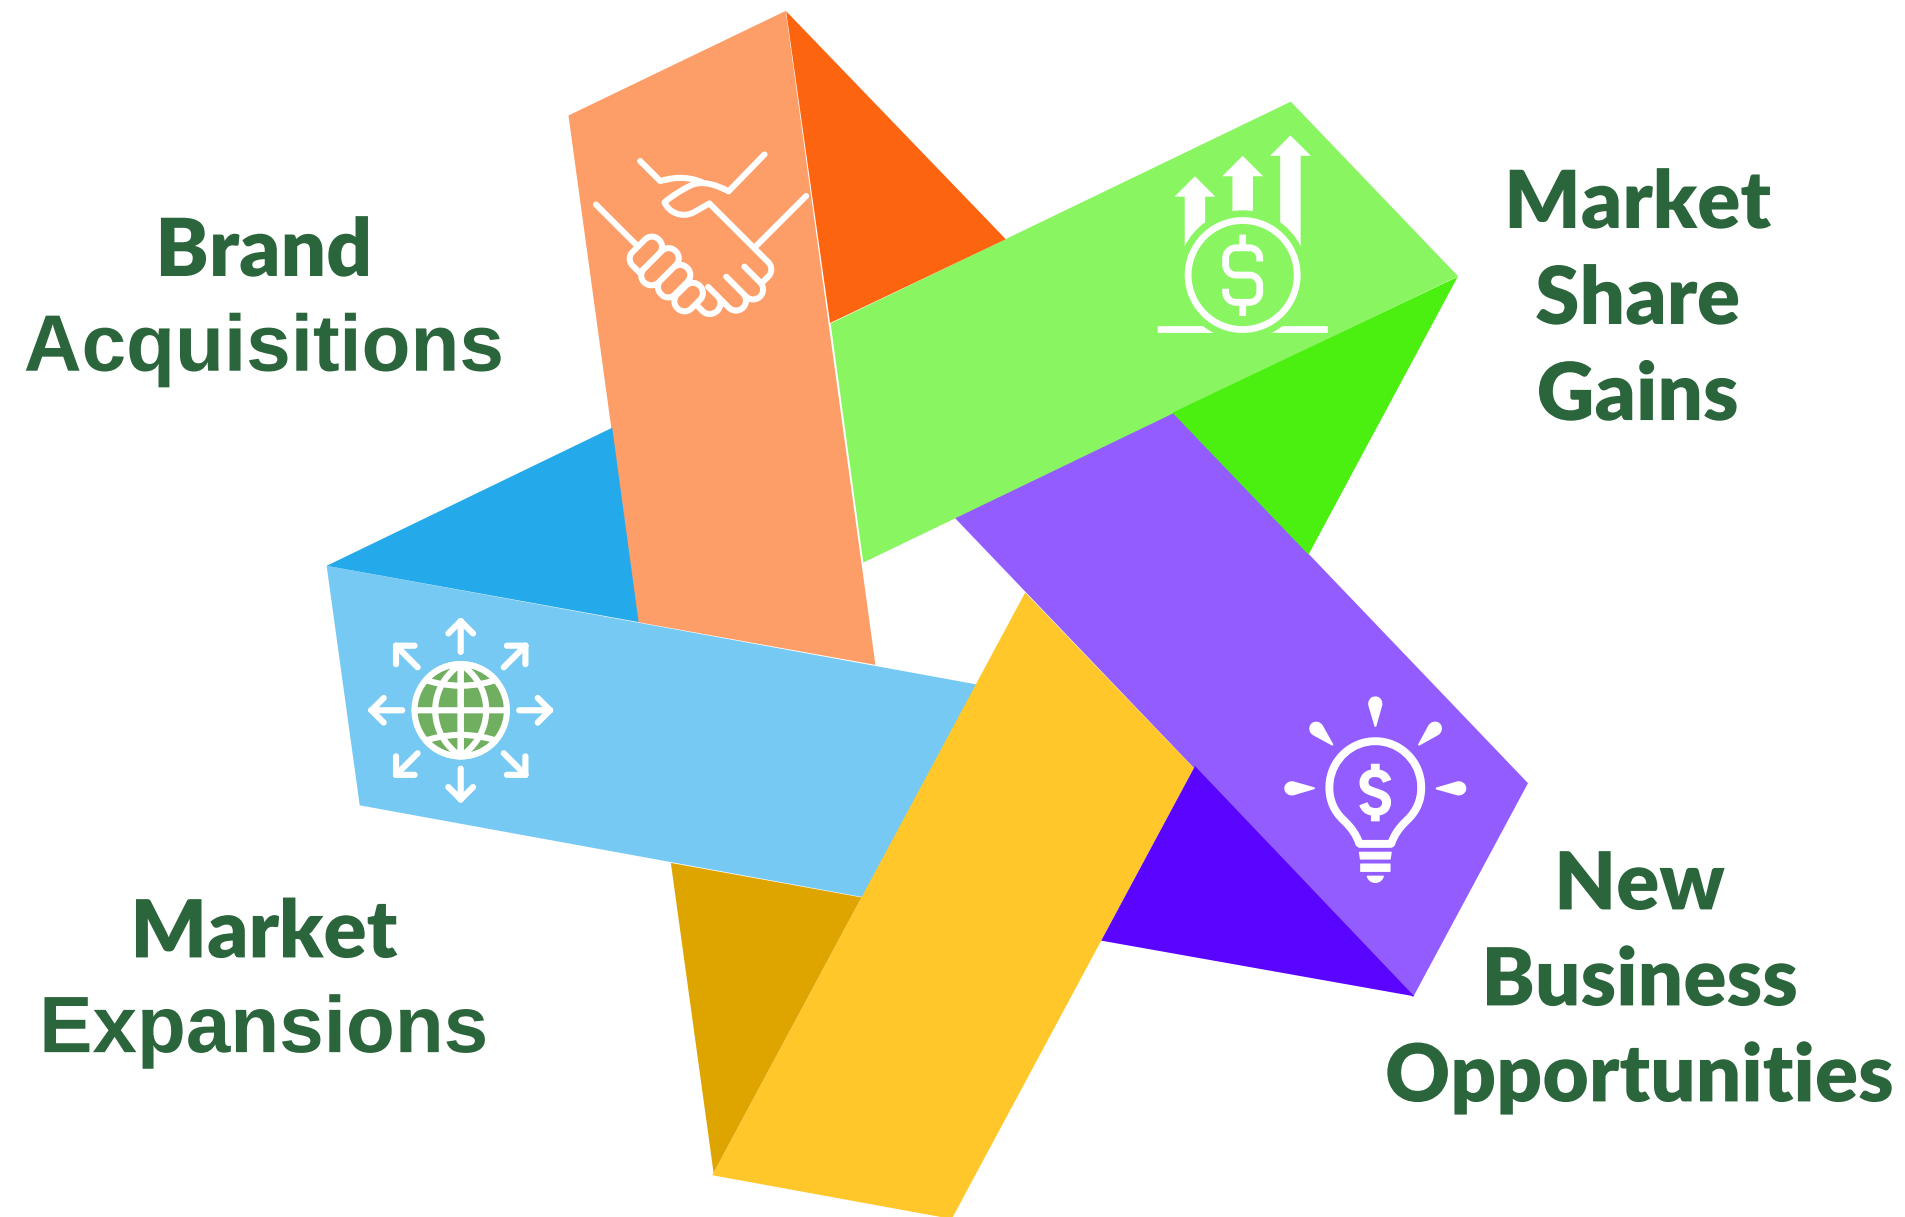 Brand
Acquisitions
Market
Share
Gains
Market
Expansions
New
Business
Opportunities
$
$